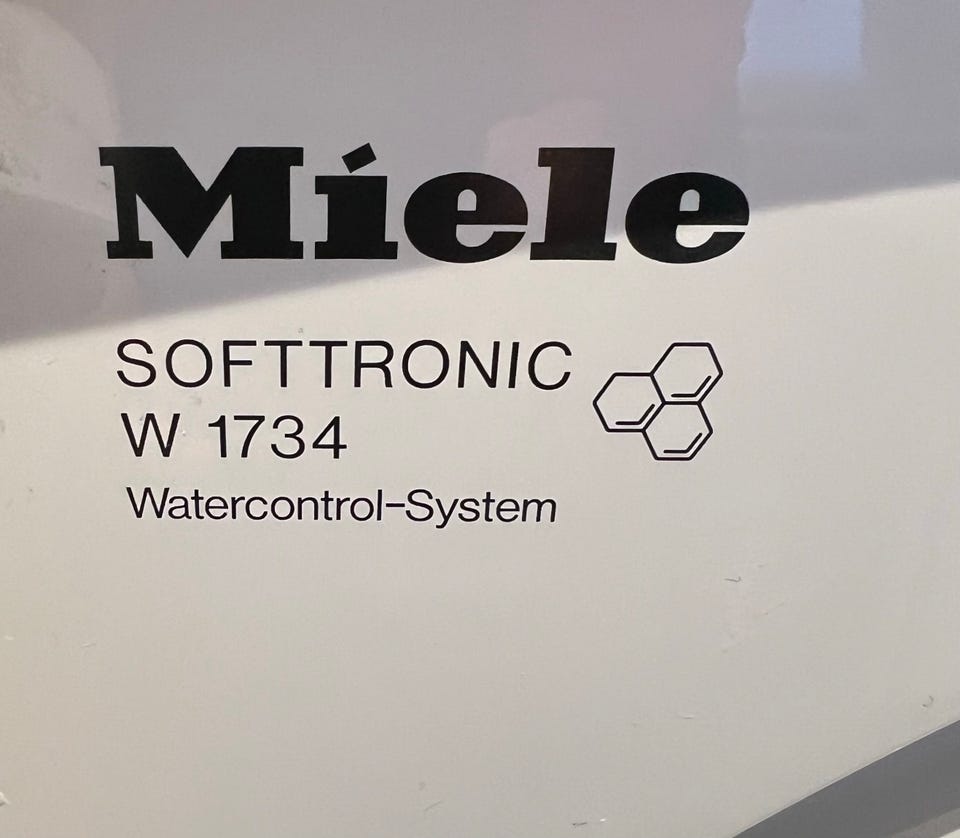 Miele
SOFTTRONIC
W 1734
Watercontrol-System